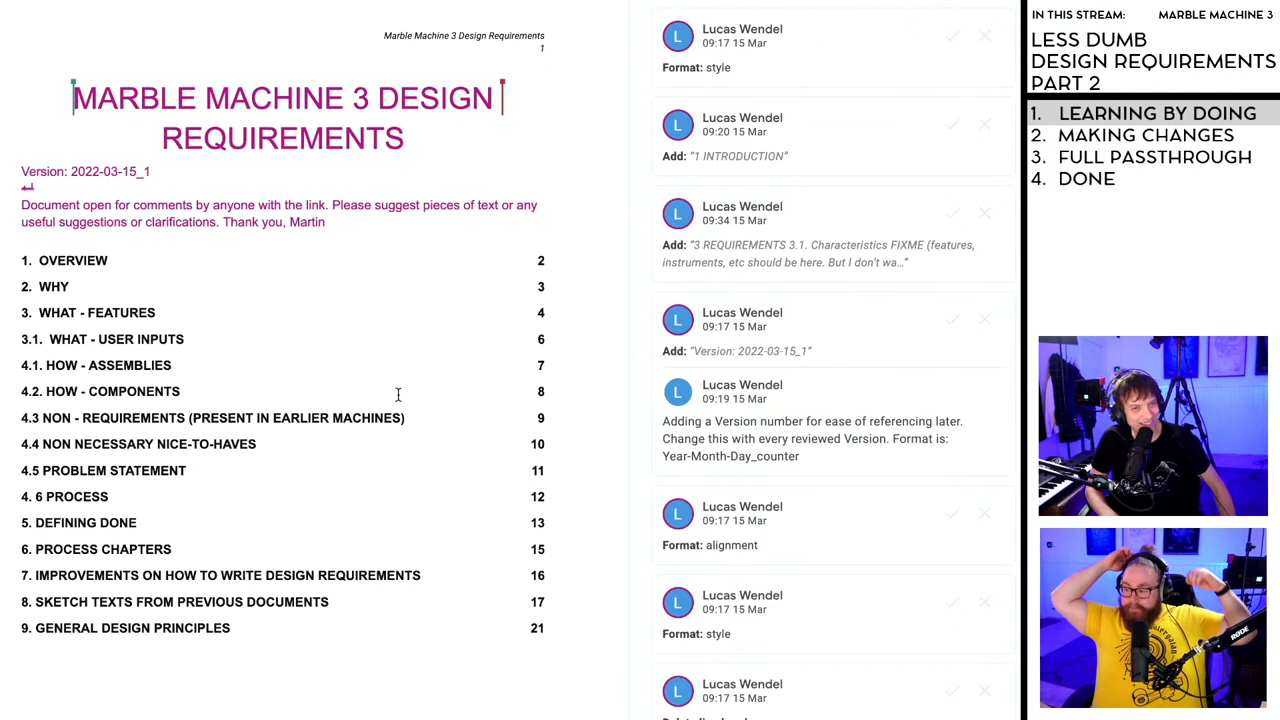 Marble Machine 3 Design Requirements
1
MARBLE MACHINE 3 DESIGN
REQUIREMENTS
Version: 2022-03-15_1
Document open for comments by anyone with the link. Please suggest pieces of text or any
useful suggestions or clarifications. Thank you, Martin
1. OVERVIEW 2
2. WHY 3
3. WHAT - FEATURES 4
3.1. WHAT - USER INPUTS 6
4.1. HOW - ASSEMBLIES 7
4.2. HOW - COMPONENTS 8
4.3 NON - REQUIREMENTS (PRESENT IN EARLIER MACHINES) 9
4.4 NON NECESSARY NICE-TO-HAVES 10
4.5 PROBLEM STATEMENT 11
4. 6 PROCESS 12
5. DEFINING DONE 13
6. PROCESS CHAPTERS 15
7. IMPROVEMENTS ON HOW TO WRITE DESIGN REQUIREMENTS 16
8. SKETCH TEXTS FROM PREVIOUS DOCUMENTS 17
9. GENERAL DESIGN PRINCIPLES 21
L
Lucas Wendel
09:17 15 Mar
Format: style
L
Lucas Wendel
09:20 15 Mar
Add: "1 INTRODUCTION"
L
Lucas Wendel
09:34 15 Mar
Add: "3 REQUIREMENTS 3.1. Characteristics FIXME (features,
instruments, etc should be here. But I don't wa..."
L
Lucas Wendel
09:17 15 Mar
Add: "Version: 2022-03-15_1"
L
Lucas Wendel
09:19 15 Mar
Adding a Version number for ease of referencing later.
Change this with every reviewed Version. Format is:
Year-Month-Day_counter
L
Lucas Wendel
09:17 15 Mar
Format: alignment
L
Lucas Wendel
09:17 15 Mar
Format: style
L
Lucas Wendel
09:17 15 Mar
IN THIS STREAM: MARBLE MACHINE 3
LESS DUMB
DESIGN REQUIREMENTS
PART 2
1. LEARNING BY DOING
2. MAKING CHANGES
3. FULL PASSTHROUGH
4. DONE
RØDE